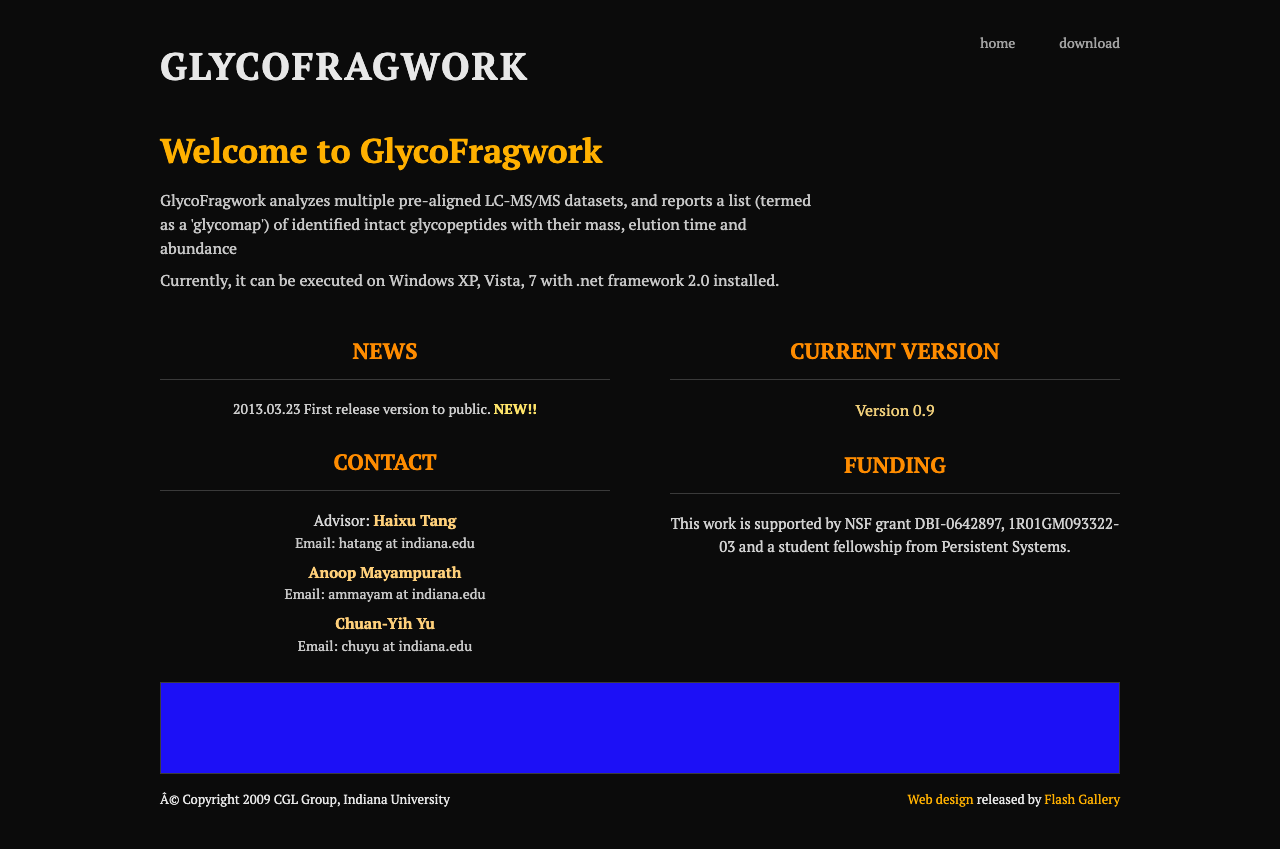 GLYCOFRAGWORK
home
download
Welcome to GlycoFragwork
GlycoFragwork analyzes multiple pre-aligned LC-MS/MS datasets, and reports a list (termed
as a 'glycomap') of identified intact glycopeptides with their mass, elution time and
abundance
Currently, it can be executed on Windows XP, Vista, 7 with .net framework 2.0 installed.
NEWS
2013.03.23 First release version to public. NEW!!
CONTACT
Advisor: Haixu Tang
Email: hatang at indiana.edu
Anoop Mayampurath
Email: ammayam at indiana.edu
Chuan-Yih Yu
Email: chuyu at indiana.edu
CURRENT VERSION
Version 0.9
FUNDING
This work is supported by NSF grant DBI-0642897, 1R01GM093322-
03 and a student fellowship from Persistent Systems.
Â© Copyright 2009 CGL Group, Indiana University
Web design released by Flash Gallery